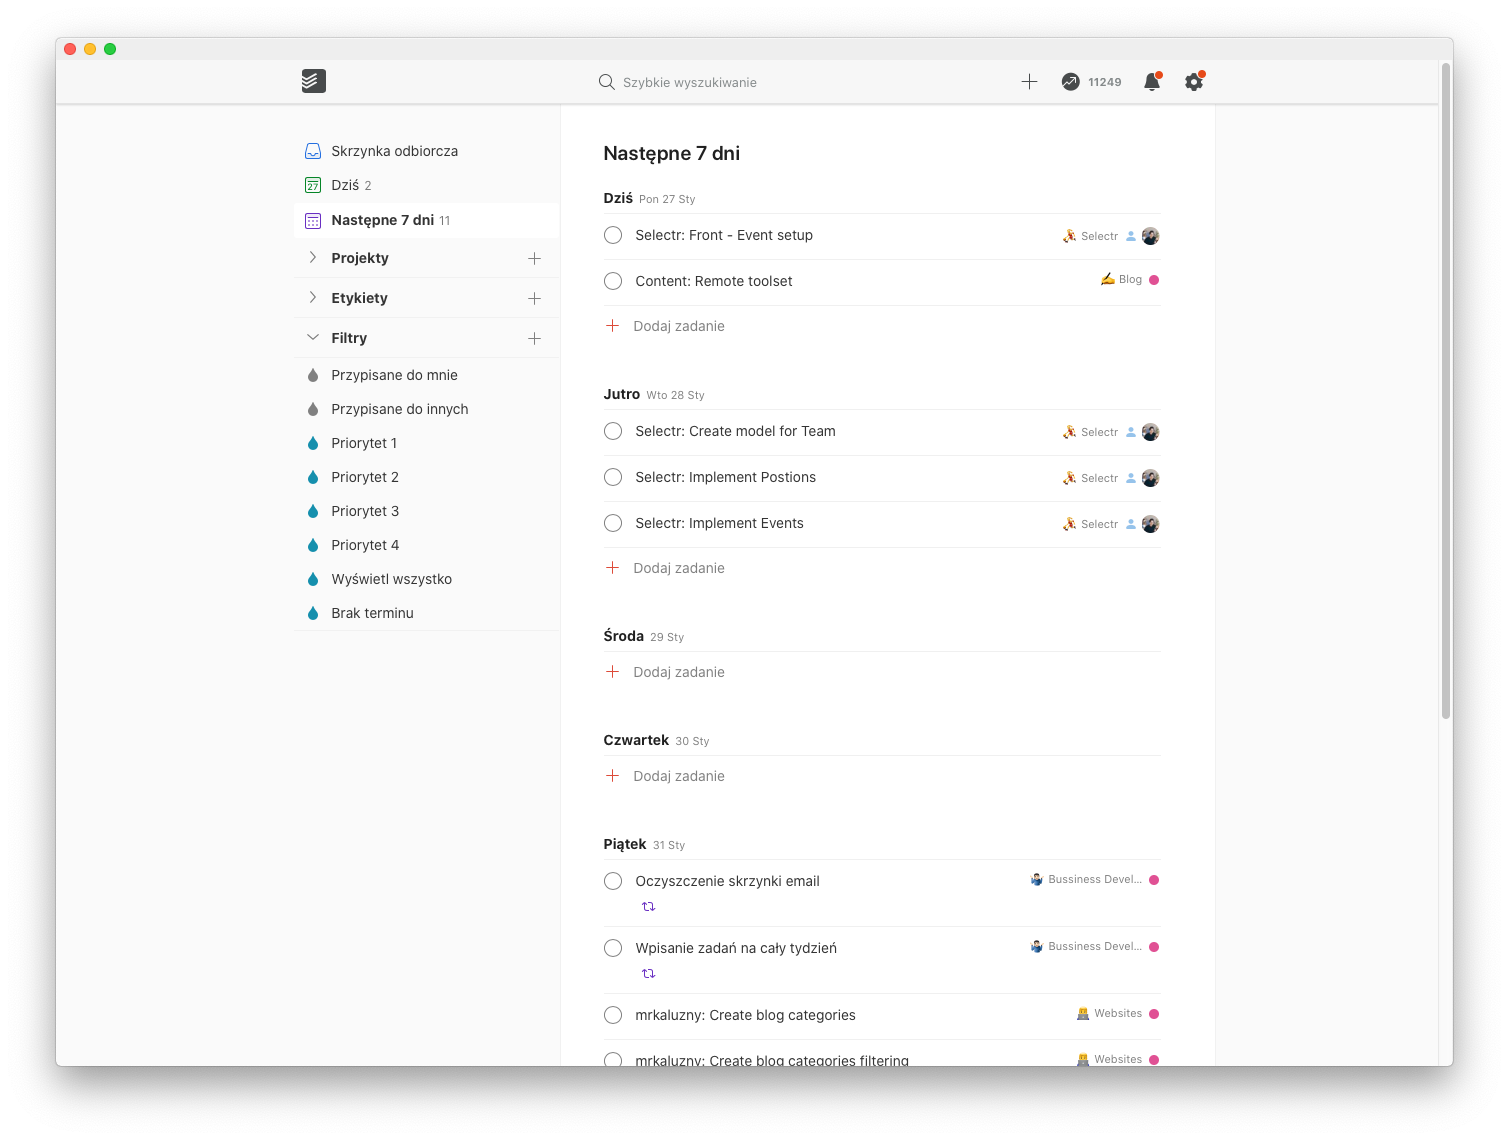 Szybkie wyszukiwanie
11249
Skrzynka odbiorcza
27
Dziś 2
Następne 7 dni 11
Projekty
Etykiety
Filtry
Przypisane do mnie
Przypisane do innych
Priorytet 1
Priorytet 2
Priorytet 3
Priorytet 4
Wyświetl wszystko
Brak terminu
Następne 7 dni
Dziś Pon 27 Sty
Selectr: Front - Event setup Selectr
Content: Remote toolset Blog
Dodaj zadanie
Jutro Wto 28 Sty
Selectr: Create model for Team Selectr
Selectr: Implement Postions Selectr
Selectr: Implement Events Selectr
Dodaj zadanie
Środa 29 Sty
Dodaj zadanie
Czwartek 30 Sty
Dodaj zadanie
Piątek 31 Sty
Oczyszczenie skrzynki email Bussiness Devel...
Wpisanie zadań na cały tydzień Bussiness Devel...
mrkaluzny: Create blog categories Websites
mrkaluzny: Create blog categories filtering Websites